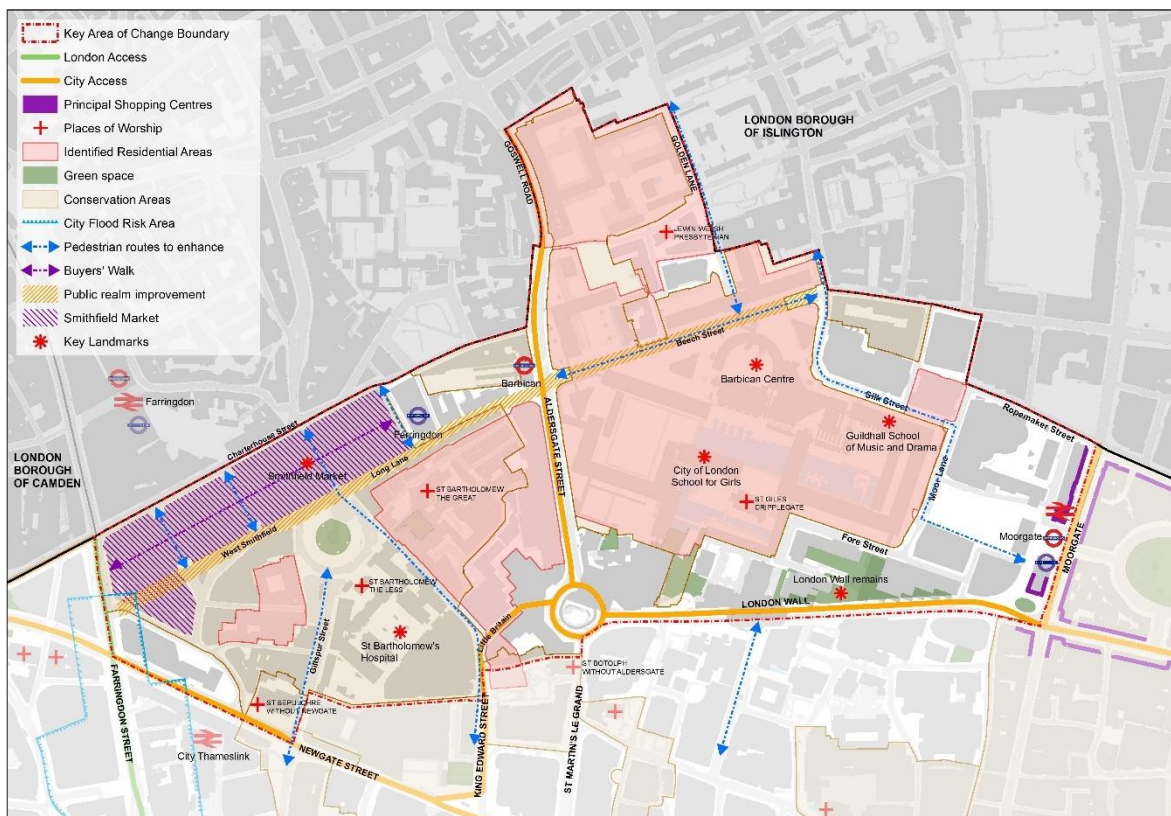 Key Area of Change Boundary
London Access
City Access
Principal Shopping Centres
Places of Worship
Identified Residential Areas
Green space
Conservation Areas
City Flood Risk Area
Pedestrian routes to enhance
Buyers' Walk
Public realm improvement
Smithfield Market
Key Landmarks
LONDON BOROUGH
OF ISLINGTON
GOSWELL ROAD
GOLDEN LANE
JEWIN WELSH
PRESBYTERIAN
Beech Street
Barbican
Barbican Centre
Farringdon
Farringdon
Charterhouse Street
Silk Street
Ropemaker Street
Guildhall School
of Music and Drama
ALDERSGATE STREET
LONDON
BOROUGH
OF CAMDEN
Smithfield Market
Long Lane
Moor Lane
City of London
School for Girls
ST BARTHOLOMEW
THE GREAT
ST GILES
CRIPPLEGATE
West Smithfield
Fore Street
Moorgate
MOORGATE
ST BARTHOLOMEW
THE LESS
London Wall remains
LONDON WALL
Giltspur Street
St Bartholomew's
Hospital
Little Britain
ST BOTOLPH
WITHOUT ALDERSGATE
FARRINGDON STREET
ST SEPULCHRE
WITHOUT NEWGATE
City Thameslink
NEWGATE STREET
KING EDWARD STREET
ST MARTIN'S LE GRAND